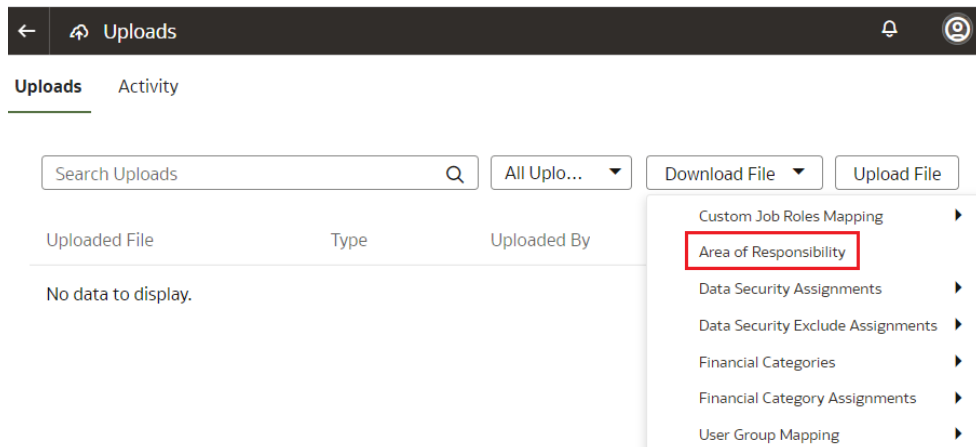 Uploads
Uploads Activity
Search Uploads All Uplo... Download File Upload File
Custom Job Roles Mapping
Uploaded File Type Uploaded By
Area of Responsibility
No data to display.
Data Security Assignments
Data Security Exclude Assignments
Financial Categories
Financial Category Assignments
User Group Mapping